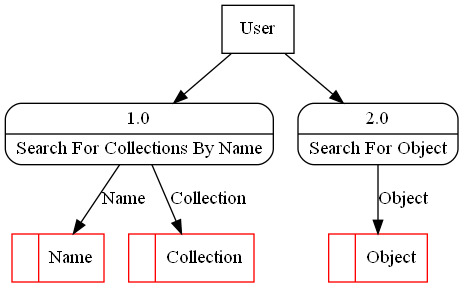 User
1.0
2.0
Search For Collections By Name
Search For Object
Name
Collection
Object
Name
Collection
Object